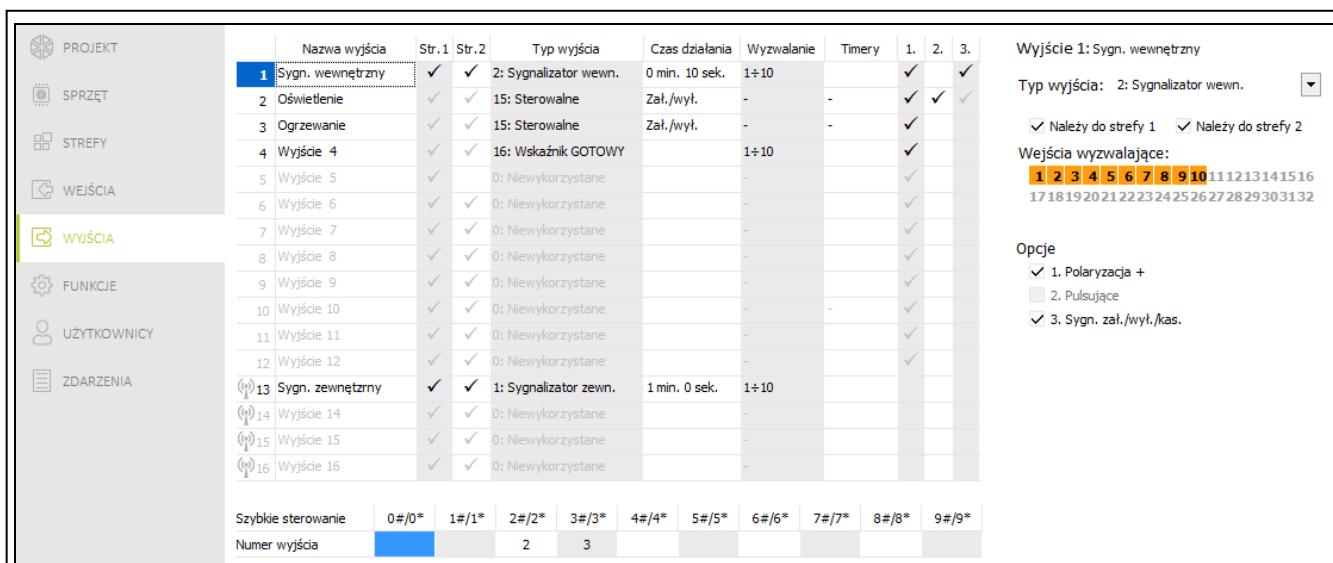 PROJEKT
SPRZĘT
STREFY
WEJŚCIA
WYJŚCIA
FUNKCJE
UŻYTKOWNICY
ZDARZENIA
Nazwa wyjścia Str.1 Str.2 Typ wyjścia Czas działania Wyzwalanie Timery 1. 2. 3.
1 Sygn. wewnętrzny ✓ ✓ 2: Sygnalizator wewn. 0 min. 10 sek. 1÷10 ✓ ✓
2 Oświetlenie ✓ ✓ 15: Sterowalne Zał./wył. - - ✓ ✓ ✓
3 Ogrzewanie ✓ ✓ 15: Sterowalne Zał./wył. - - ✓
4 Wyjście 4 ✓ ✓ 16: Wskaźnik GOTOWY 1÷10 ✓
5 Wyjście 5 ✓ 0: Niewykorzystane - ✓
6 Wyjście 6 ✓ ✓ 0: Niewykorzystane - ✓
7 Wyjście 7 ✓ ✓ 0: Niewykorzystane - ✓
8 Wyjście 8 ✓ ✓ 0: Niewykorzystane - ✓
9 Wyjście 9 ✓ ✓ 0: Niewykorzystane - ✓
10 Wyjście 10 ✓ ✓ 0: Niewykorzystane - - ✓
11 Wyjście 11 ✓ ✓ 0: Niewykorzystane - ✓
12 Wyjście 12 ✓ ✓ 0: Niewykorzystane - ✓
13 Sygn. zewnętzrny ✓ ✓ 1: Sygnalizator zewn. 1 min. 0 sek. 1÷10
14 Wyjście 14 ✓ ✓ 0: Niewykorzystane -
15 Wyjście 15 ✓ ✓ 0: Niewykorzystane -
16 Wyjście 16 ✓ ✓ 0: Niewykorzystane -
Szybkie sterowanie 0#/0* 1#/1* 2#/2* 3#/3* 4#/4* 5#/5* 6#/6* 7#/7* 8#/8* 9#/9*
Numer wyjścia 2 3
Wyjście 1: Sygn. wewnętrzny
Typ wyjścia: 2: Sygnalizator wewn.
✓ Należy do strefy 1 ✓ Należy do strefy 2
Wejścia wyzwalające:
1 2 3 4 5 6 7 8 9 10 11 12 13 14 15 16
17 18 19 20 21 22 23 24 25 26 27 28 29 30 31 32
Opcje
✓ 1. Polaryzacja +
2. Pulsujące
✓ 3. Sygn. zał./wył./kas.